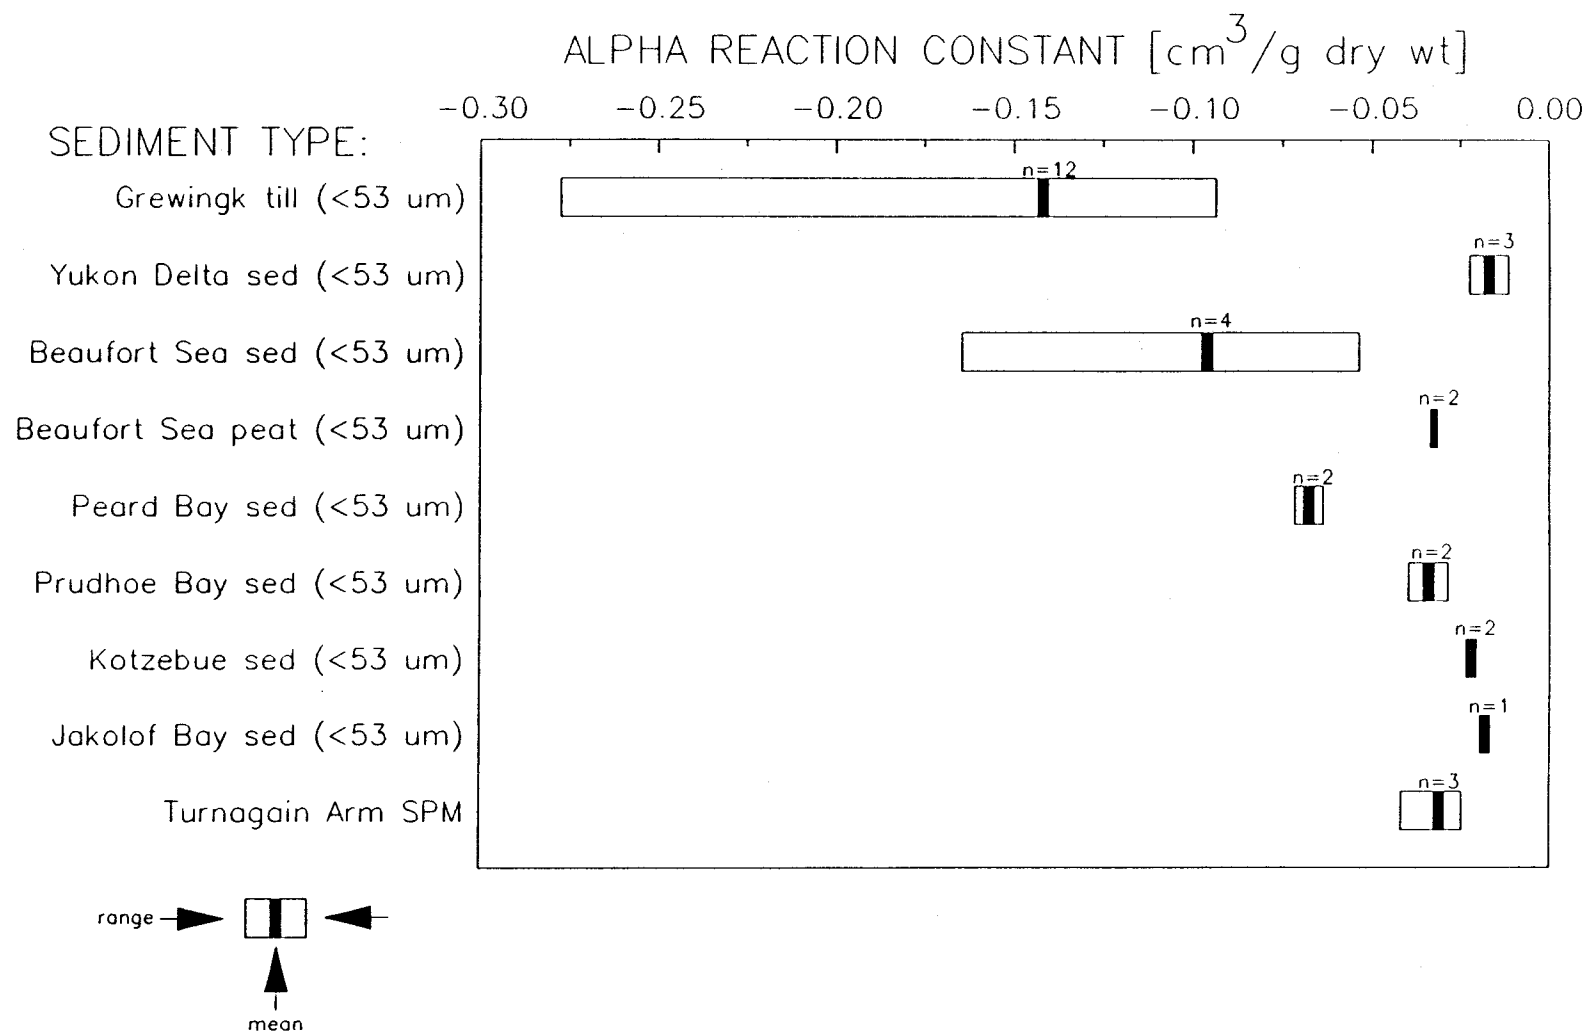 ALPHA REACTION CONSTANT [cm³/g dry wt]
−0.30 −0.25 −0.20 −0.15 −0.10 −0.05 0.00
SEDIMENT TYPE:
n=12
Grewingk till (<53 um)
n=3
Yukon Delta sed (<53 um)
n=4
Beaufort Sea sed (<53 um)
n=2
Beaufort Sea peat (<53 um)
n=2
Peard Bay sed (<53 um)
n=2
Prudhoe Bay sed (<53 um)
n=2
Kotzebue sed (<53 um)
n=1
Jakolof Bay sed (<53 um)
n=3
Turnagain Arm SPM
range
mean